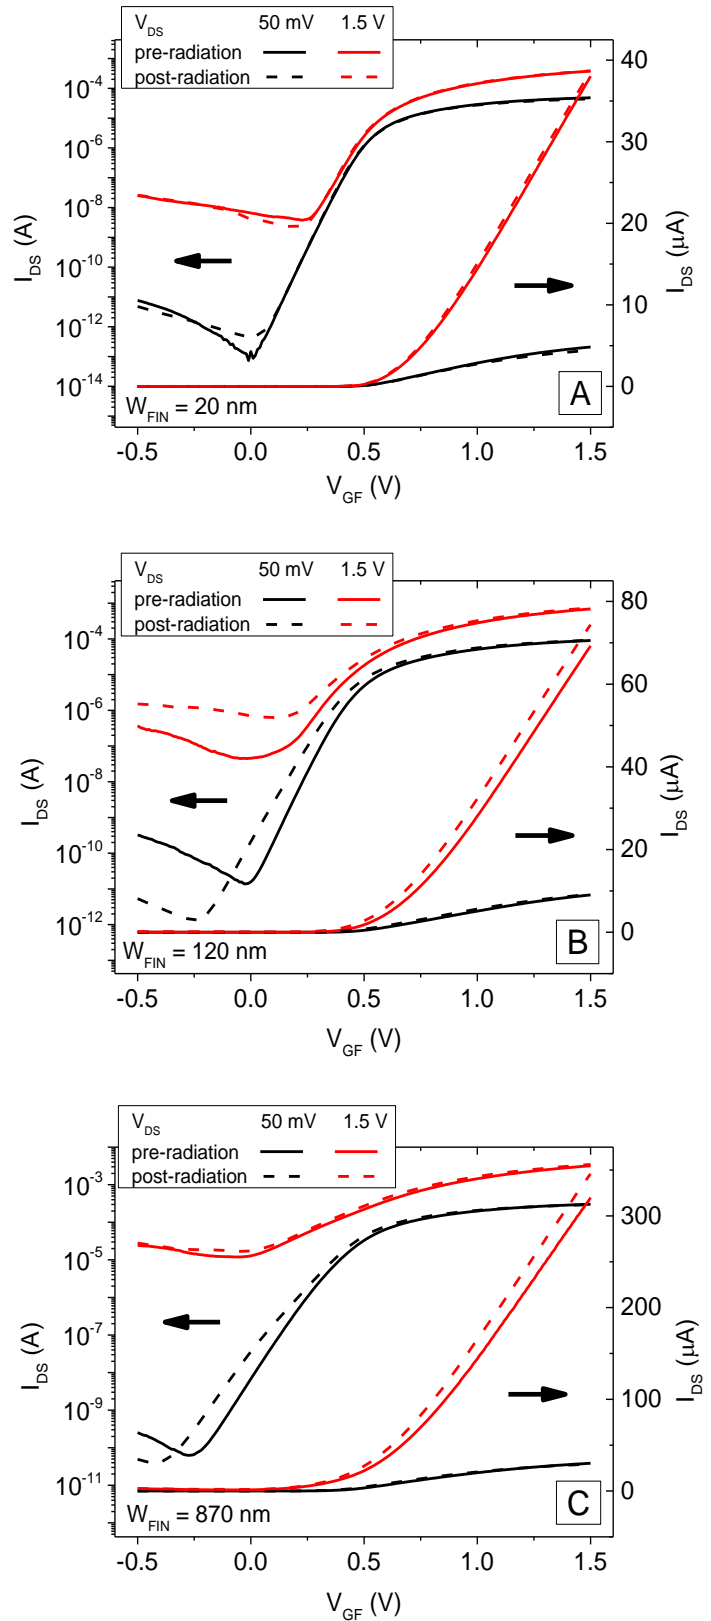 V_DS 50 mV 1.5 V
pre-radiation
post-radiation
10^-4
10^-6
10^-8
10^-10
10^-12
10^-14
I_DS (A)
40
30
20
10
0
I_DS (μA)
W_FIN = 20 nm
A
-0.5 0.0 0.5 1.0 1.5
V_GF (V)
V_DS 50 mV 1.5 V
pre-radiation
post-radiation
10^-4
10^-6
10^-8
10^-10
10^-12
I_DS (A)
80
60
40
20
0
I_DS (μA)
W_FIN = 120 nm
B
-0.5 0.0 0.5 1.0 1.5
V_GF (V)
V_DS 50 mV 1.5 V
pre-radiation
post-radiation
10^-3
10^-5
10^-7
10^-9
10^-11
I_DS (A)
300
200
100
0
I_DS (μA)
W_FIN = 870 nm
C
-0.5 0.0 0.5 1.0 1.5
V_GF (V)